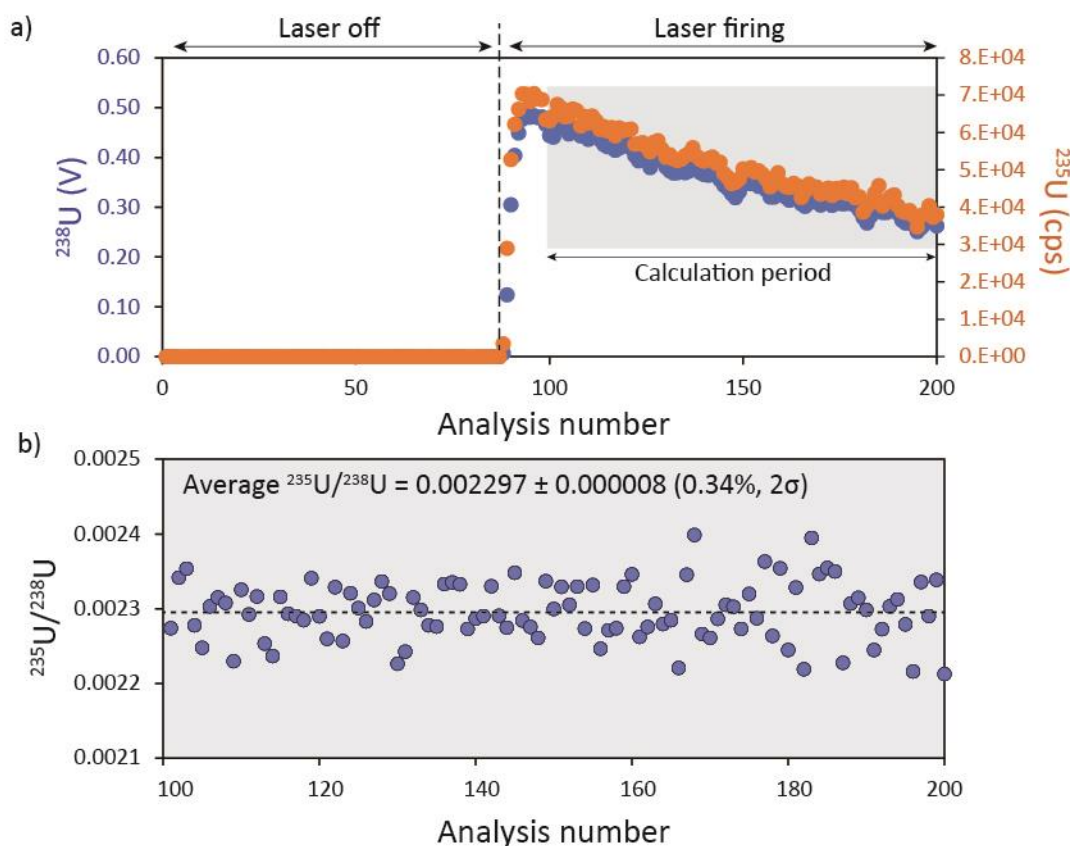 a)
Laser off
Laser firing
0.60
0.50
0.40
0.30
0.20
0.10
0.00
²³⁸U (V)
8.E+04
7.E+04
6.E+04
5.E+04
4.E+04
3.E+04
2.E+04
1.E+04
0.E+00
²³⁵U (cps)
Calculation period
0 50 100 150 200
Analysis number
b)
0.0025
0.0024
0.0023
0.0022
0.0021
²³⁵U/²³⁸U
Average ²³⁵U/²³⁸U = 0.002297 ± 0.000008 (0.34%, 2σ)
100 120 140 160 180 200
Analysis number